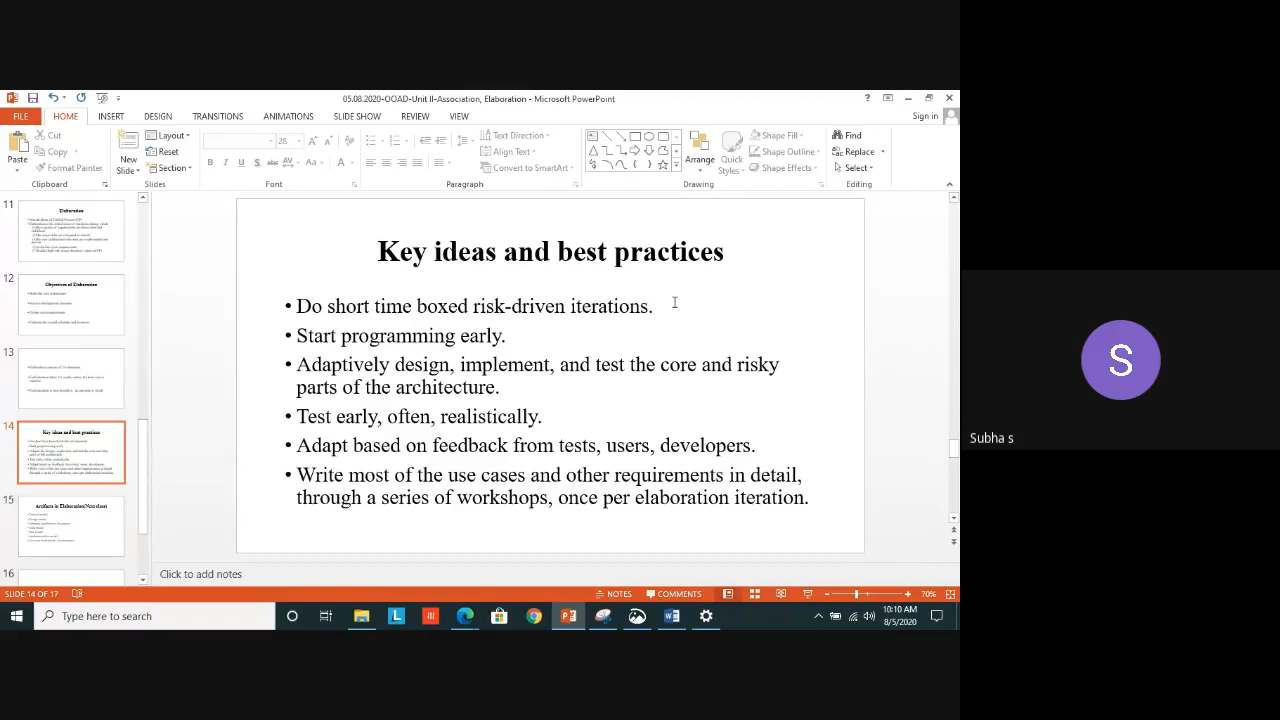 05.08.2020-OOAD-Unit II-Association, Elaboration - Microsoft PowerPoint
Sign in
FILE HOME INSERT DESIGN TRANSITIONS ANIMATIONS SLIDE SHOW REVIEW VIEW
Paste
Cut
Copy
Format Painter
Clipboard
New
Slide
Layout
Reset
Section
Slides
28
Font
Text Direction
Align Text
Convert to SmartArt
Paragraph
Arrange
Quick
Styles
Shape Fill
Shape Outline
Shape Effects
Drawing
Find
Replace
Select
Editing
11
Elaboration
12
Objectives of Elaboration
13
14
Key ideas and best practices
15
Artifacts in Elaboration(Next class)
16
Key ideas and best practices
• Do short time boxed risk-driven iterations.
• Start programming early.
• Adaptively design, implement, and test the core and risky
parts of the architecture.
• Test early, often, realistically.
• Adapt based on feedback from tests, users, developers.
• Write most of the use cases and other requirements in detail,
through a series of workshops, once per elaboration iteration.
Click to add notes
SLIDE 14 OF 17
NOTES
COMMENTS
70%
Type here to search
10:10 AM
8/5/2020
S
Subha s